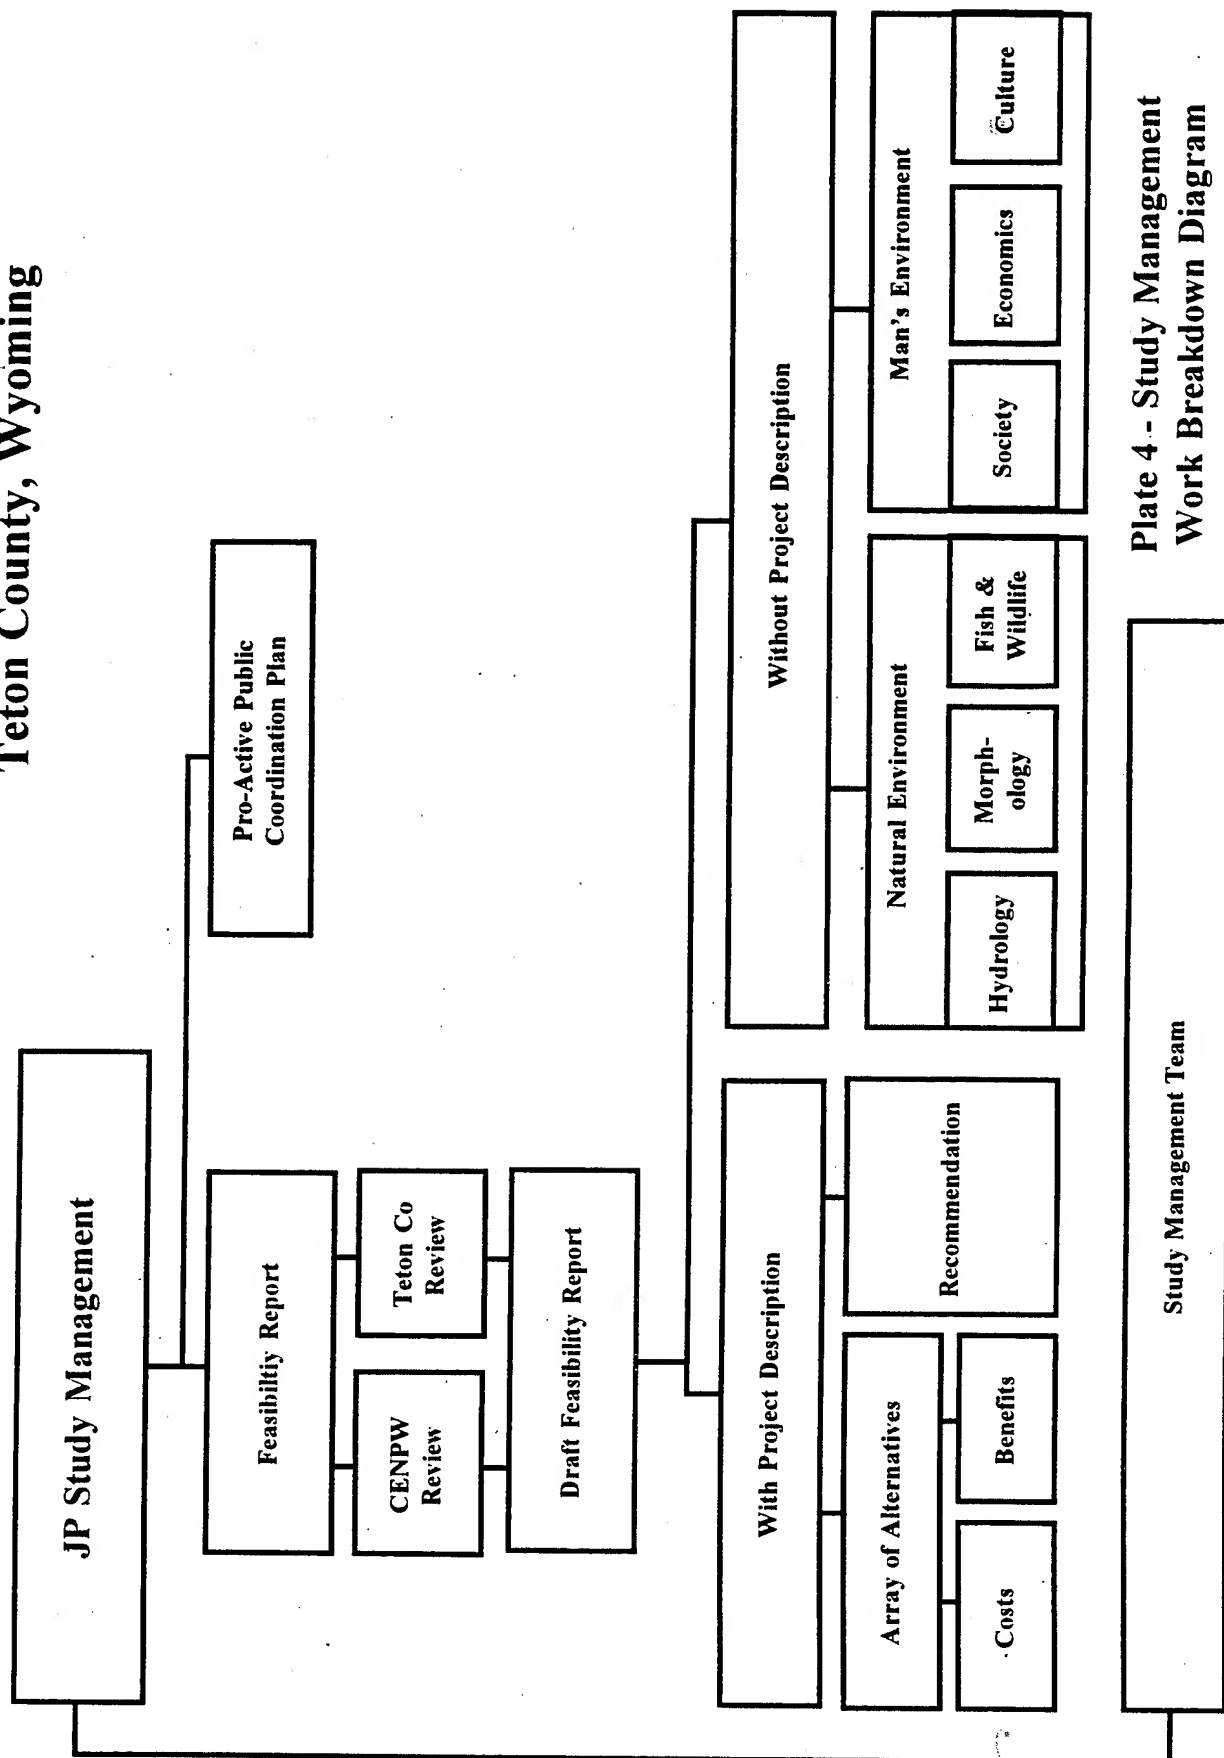 Teton County, Wyoming
JP Study Management
Pro-Active Public
Coordination Plan
Feasibiltiy Report
CENPW
Review
Teton Co
Review
Draft Feasibility Report
With Project Description
Without Project Description
Array of Alternatives
Recommendation
Costs
Benefits
Natural Environment
Hydrology
Morph-
ology
Fish &
Wildlife
Man's Environment
Society
Economics
Culture
Study Management Team
Plate 4 - Study Management
Work Breakdown Diagram